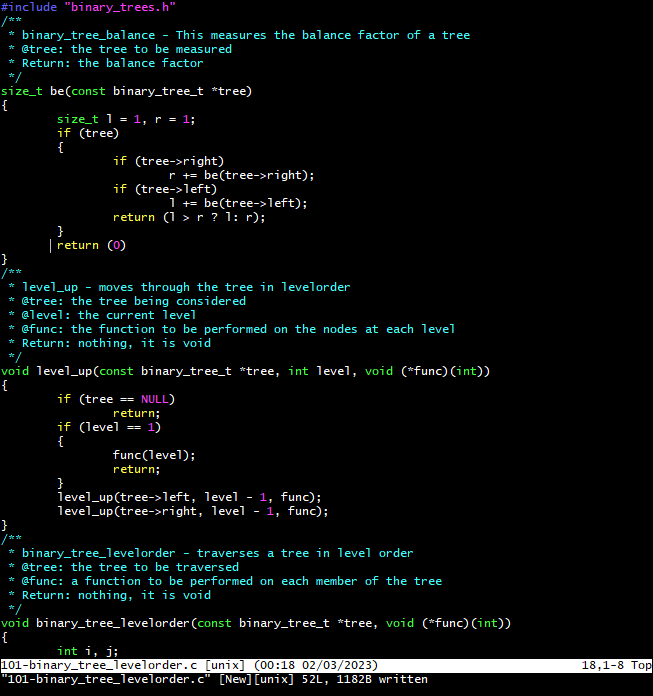 #include "binary_trees.h"
/**
 * binary_tree_balance - This measures the balance factor of a tree
 * @tree: the tree to be measured
 * Return: the balance factor
 */
size_t be(const binary_tree_t *tree)
{
        size_t l = 1, r = 1;
        if (tree)
        {
                if (tree->right)
                        r += be(tree->right);
                if (tree->left)
                        l += be(tree->left);
                return (l > r ? l: r);
        }
        return (0)
}
/**
 * level_up - moves through the tree in levelorder
 * @tree: the tree being considered
 * @level: the current level
 * @func: the function to be performed on the nodes at each level
 * Return: nothing, it is void
 */
void level_up(const binary_tree_t *tree, int level, void (*func)(int))
{
        if (tree == NULL)
                return;
        if (level == 1)
        {
                func(level);
                return;
        }
        level_up(tree->left, level - 1, func);
        level_up(tree->right, level - 1, func);
}
/**
 * binary_tree_levelorder - traverses a tree in level order
 * @tree: the tree to be traversed
 * @func: a function to be performed on each member of the tree
 * Return: nothing, it is void
 */
void binary_tree_levelorder(const binary_tree_t *tree, void (*func)(int))
{
        int i, j;
101-binary_tree_levelorder.c [unix] (00:18 02/03/2023) 18,1-8 Top
"101-binary_tree_levelorder.c" [New][unix] 52L, 1182B written